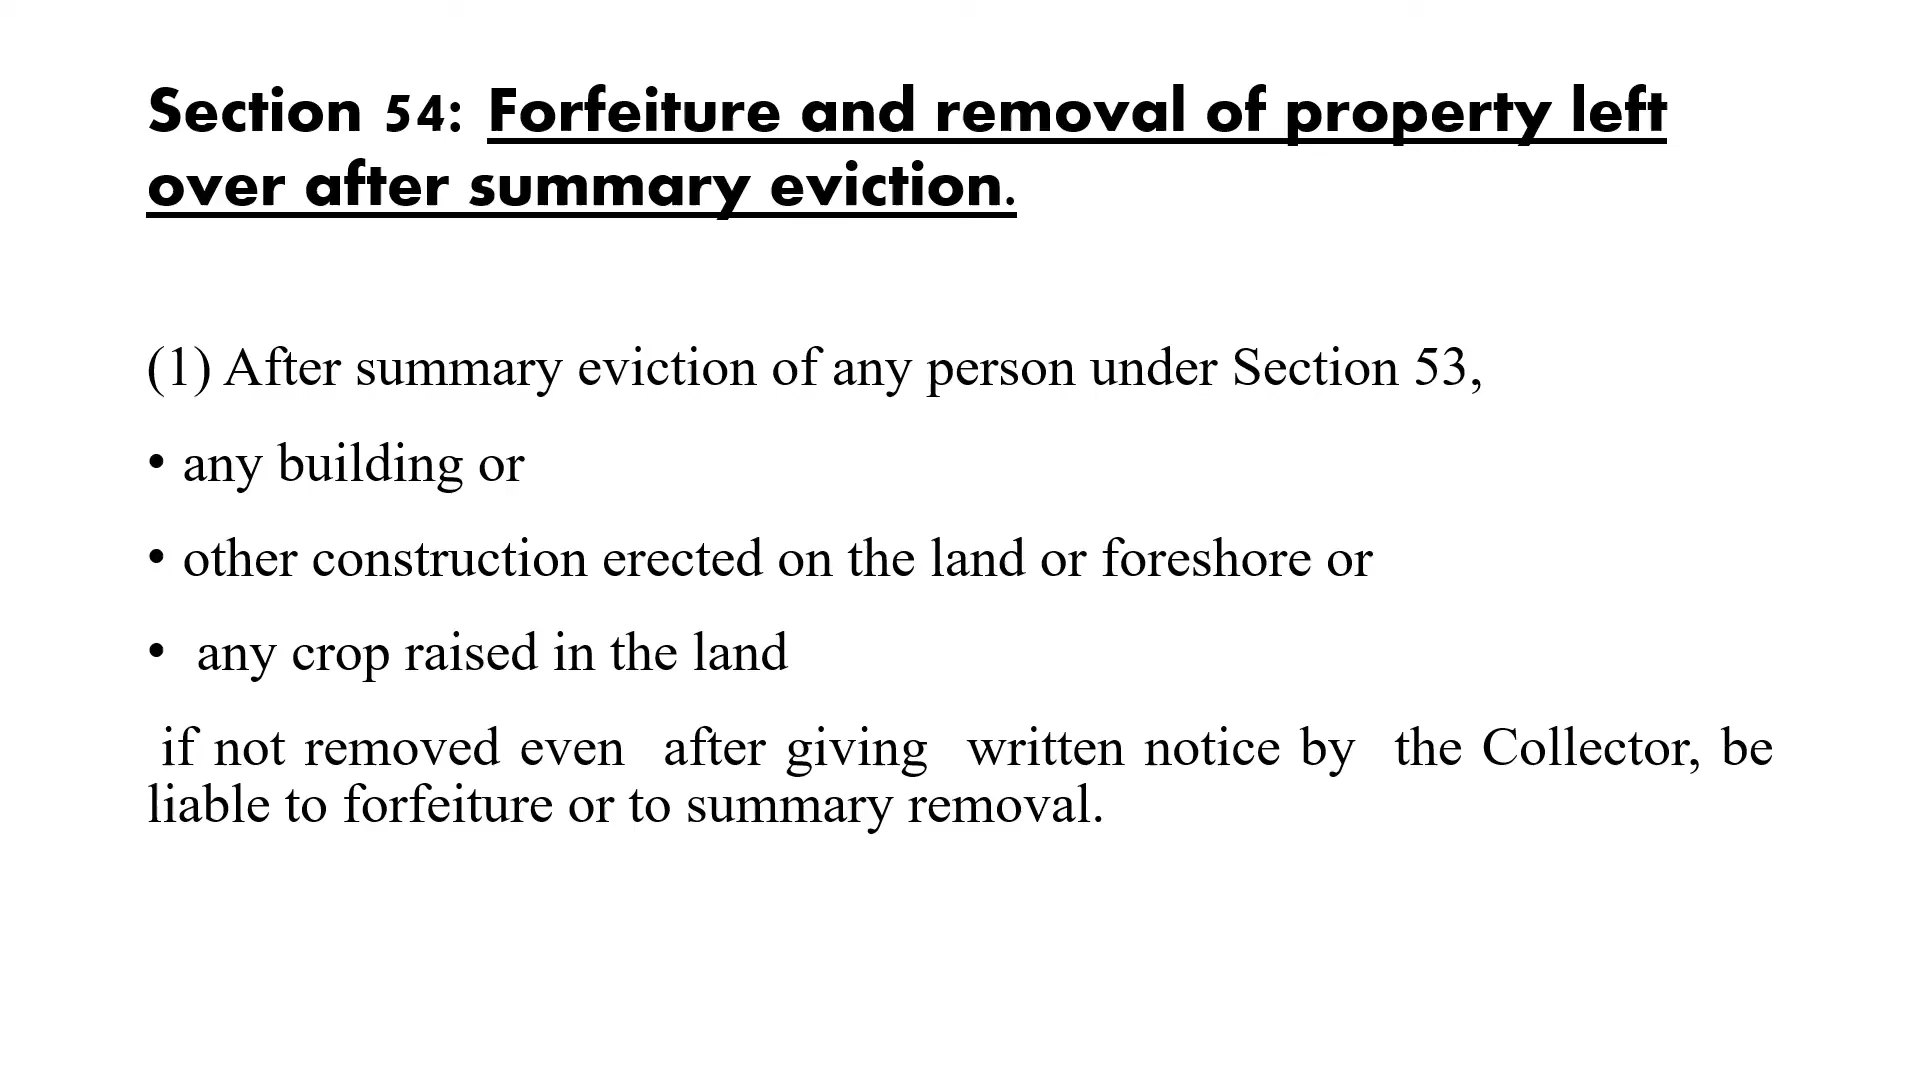 Section 54: Forfeiture and removal of property left
over after summary eviction.
(1) After summary eviction of any person under Section 53,
• any building or
• other construction erected on the land or foreshore or
• any crop raised in the land
if not removed even after giving written notice by the Collector, be
liable to forfeiture or to summary removal.